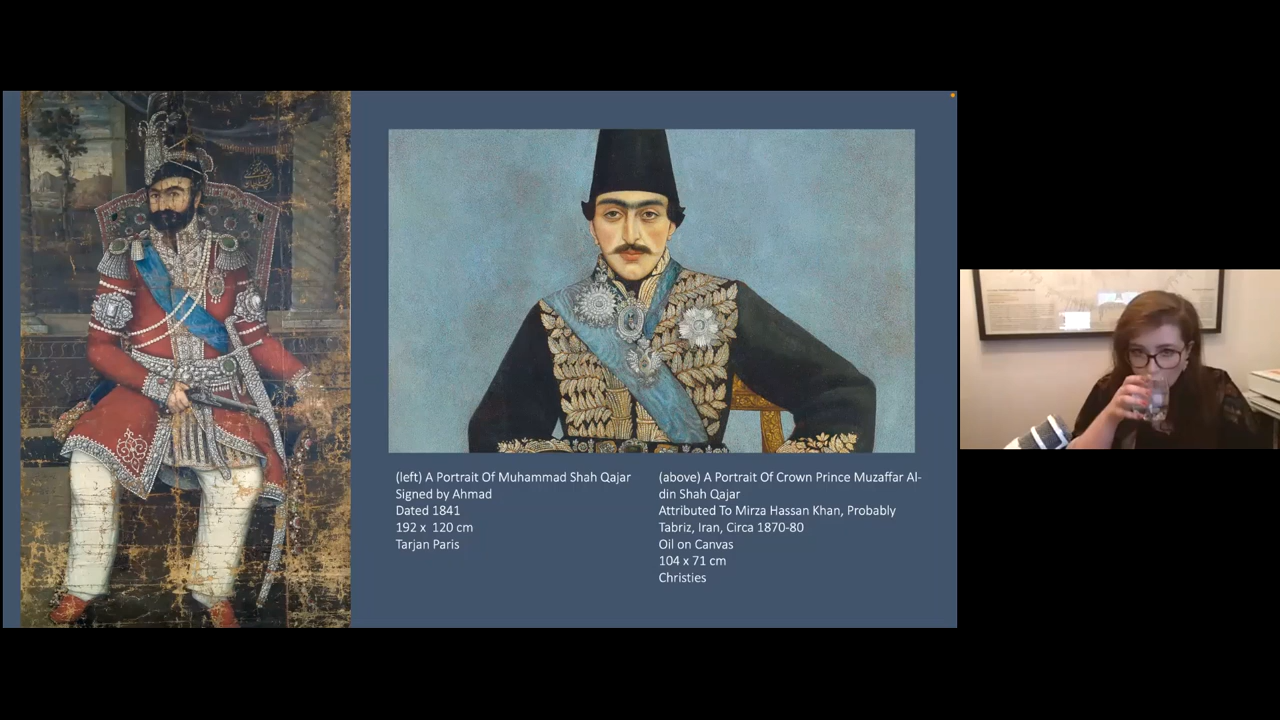 (left) A Portrait Of Muhammad Shah Qajar
Signed by Ahmad
Dated 1841
192 x 120 cm
Tarjan Paris
(above) A Portrait Of Crown Prince Muzaffar Al-
din Shah Qajar
Attributed To Mirza Hassan Khan, Probably
Tabriz, Iran, Circa 1870-80
Oil on Canvas
104 x 71 cm
Christies